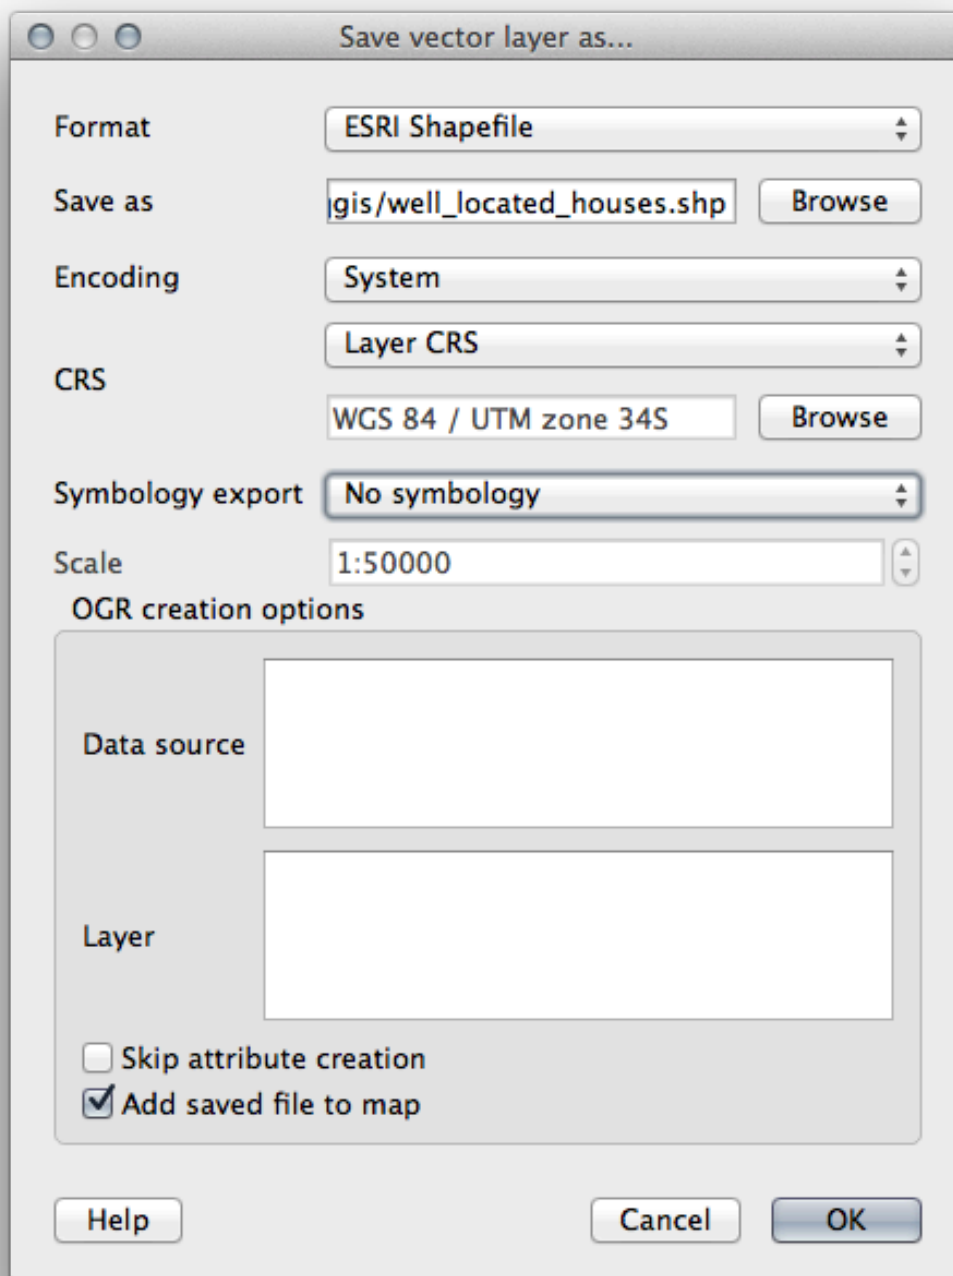 Save vector layer as...
Format ESRI Shapefile
Save as gis/well_located_houses.shp Browse
Encoding System
Layer CRS
CRS
WGS 84 / UTM zone 34S Browse
Symbology export No symbology
Scale 1:50000
OGR creation options
Data source
Layer
Skip attribute creation
Add saved file to map
Help Cancel OK